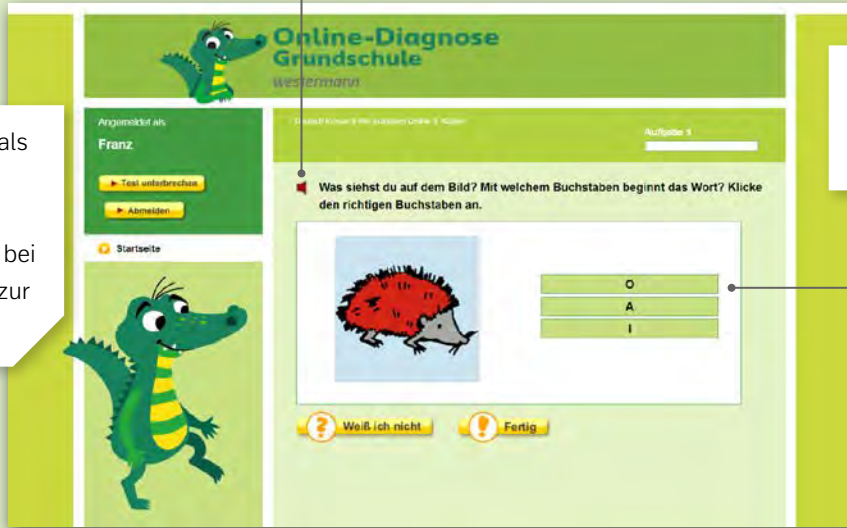 Online-Diagnose
Grundschule
westermann
als
bei
zur
Angemeldet als
Franz
Test unterbrechen
Abmelden
Startseite
Aufgabe 1
Was siehst du auf dem Bild? Mit welchem Buchstaben beginnt das Wort? Klicke
den richtigen Buchstaben an.
O
A
I
Weiß ich nicht
Fertig